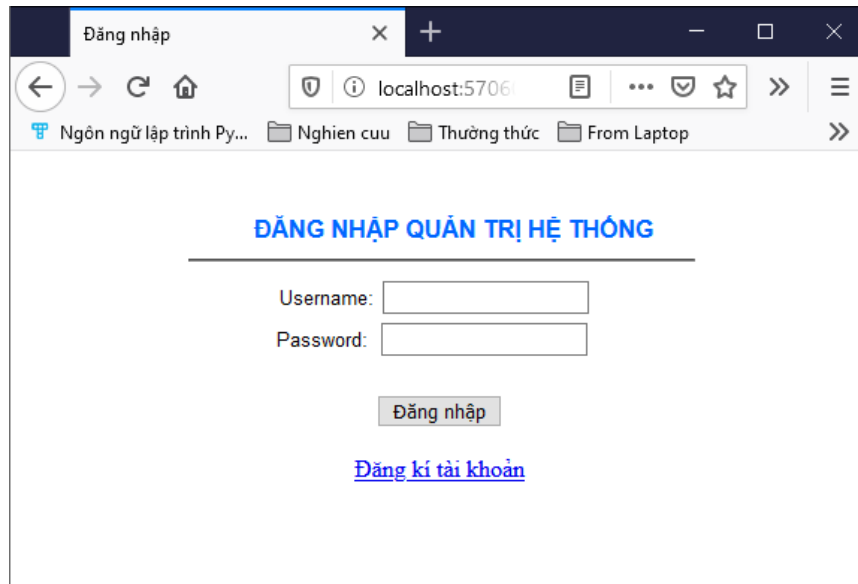 Đăng nhập
localhost:5706
Ngôn ngữ lập trình Py... Nghien cuu Thường thức From Laptop
ĐĂNG NHẬP QUẢN TRỊ HỆ THỐNG
Username:
Password:
Đăng nhập
Đăng kí tài khoản